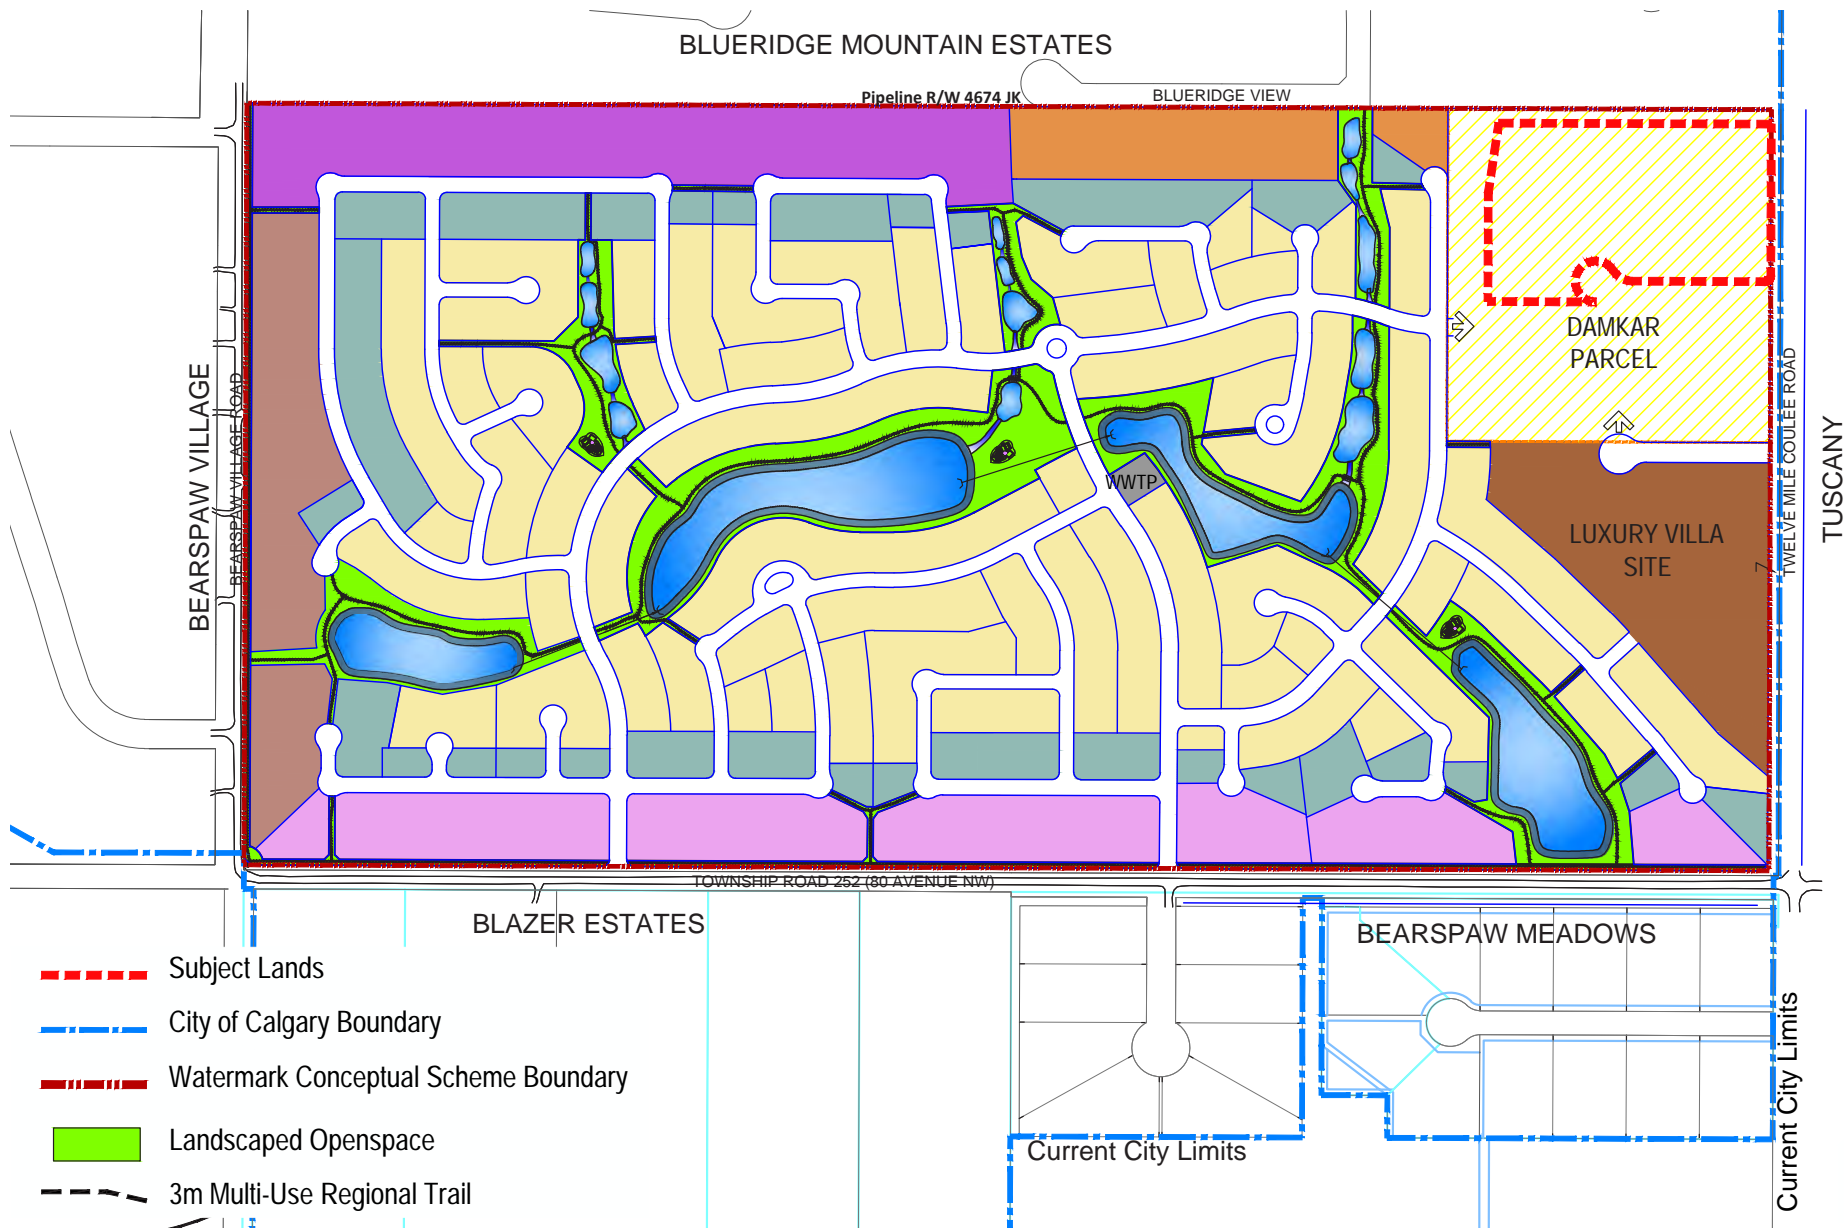 BLUERIDGE MOUNTAIN ESTATES
Pipeline R/W 4674 JK
BLUERIDGE VIEW
DAMKAR
PARCEL
BEARSPAW VILLAGE
BEARSPAW VILLAGE ROAD
TWELVE MILE COULEE ROAD
TUSCANY
WWTP
LUXURY VILLA
SITE
7
TOWNSHIP ROAD 252 (80 AVENUE NW)
BLAZER ESTATES
BEARSPAW MEADOWS
Subject Lands
City of Calgary Boundary
Watermark Conceptual Scheme Boundary
Landscaped Openspace
3m Multi-Use Regional Trail
Current City Limits
Current City Limits